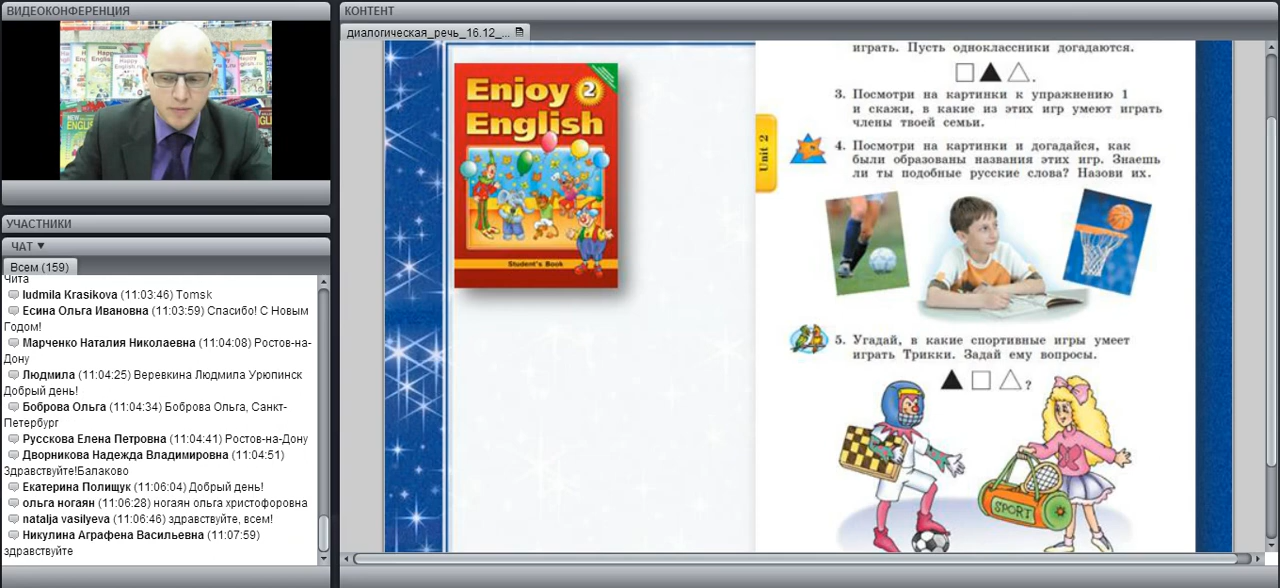 ВИДЕОКОНФЕРЕНЦИЯ
УЧАСТНИКИ
ЧАТ
Всем (159)
Чита
ludmila Krasikova (11:03:46) Tomsk
Есина Ольга Ивановна (11:03:59) Спасибо! С Новым
Годом!
Марченко Наталия Николаевна (11:04:08) Ростов-на-
Дону
Людмила (11:04:25) Веревкина Людмила Урюпинск
Добрый день!
Боброва Ольга (11:04:34) Боброва Ольга, Санкт-
Петербург
Русскова Елена Петровна (11:04:41) Ростов-на-Дону
Дворникова Надежда Владимировна (11:04:51)
Здравствуйте!Балаково
Екатерина Полищук (11:06:04) Добрый день!
ольга ногаян (11:06:28) ногаян ольга христофоровна
natalja vasilyeva (11:06:46) здравствуйте, всем!
Никулина Аграфена Васильевна (11:07:59)
здравствуйте
КОНТЕНТ
диалогическая_речь_16.12_...
Enjoy 2
English
Student's Book
Unit 2
играть. Пусть одноклассники догадаются.
3. Посмотри на картинки к упражнению 1
и скажи, в какие из этих игр умеют играть
члены твоей семьи.
4. Посмотри на картинки и догадайся, как
были образованы названия этих игр. Знаешь
ли ты подобные русские слова? Назови их.
5. Угадай, в какие спортивные игры умеет
играть Трикки. Задай ему вопросы.
?
SPORT